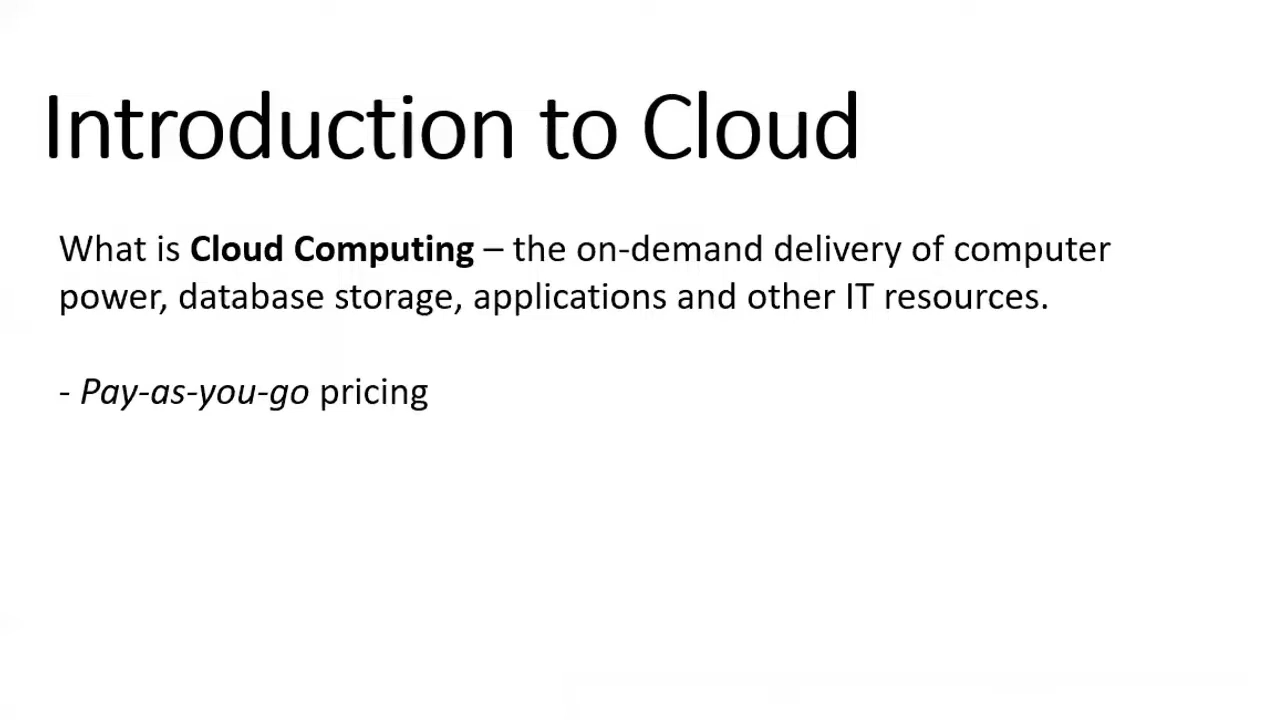 Introduction to Cloud
What is Cloud Computing – the on-demand delivery of computer
power, database storage, applications and other IT resources.
- Pay-as-you-go pricing